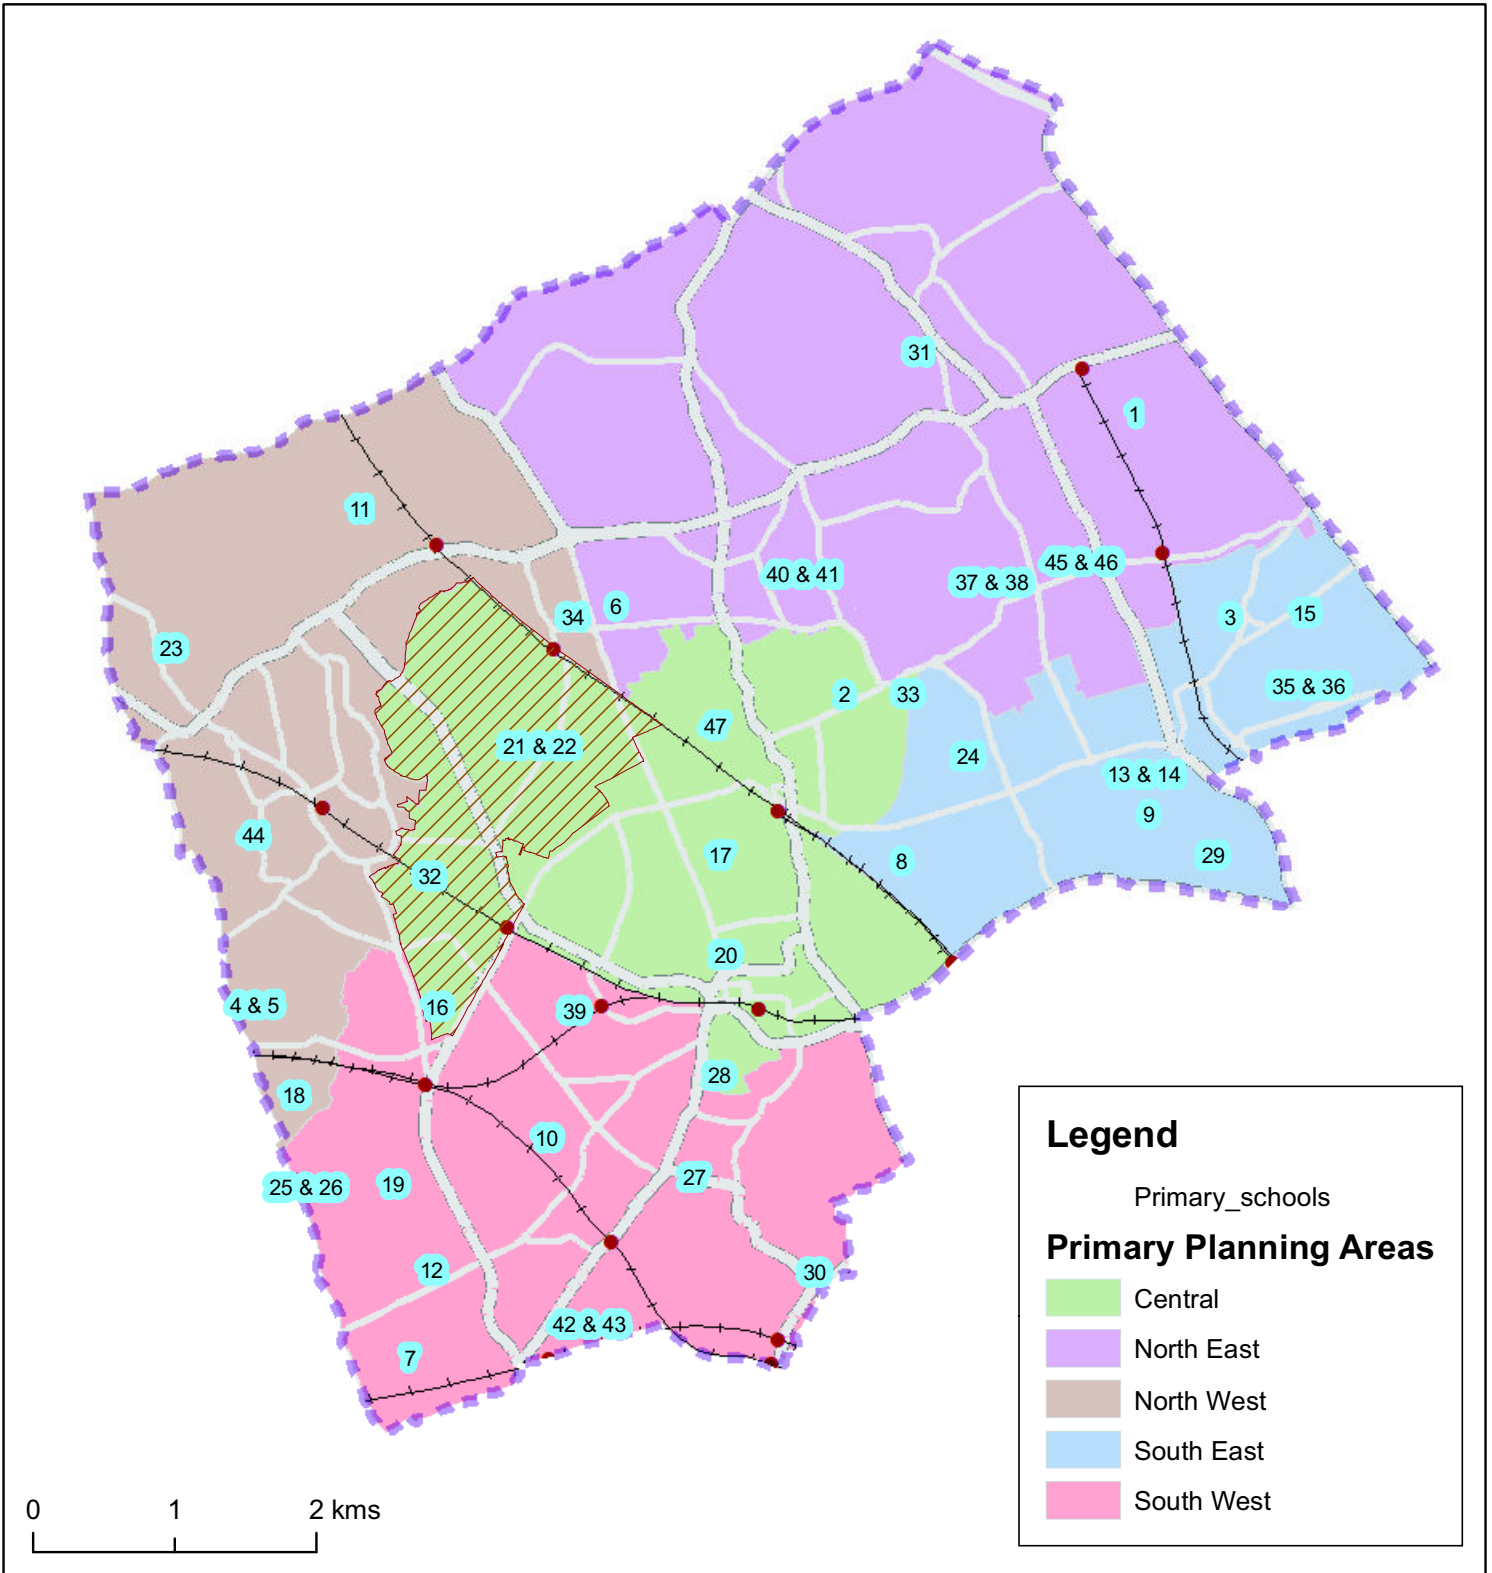 31
1
11
40 & 41
37 & 38
45 & 46
34
6
3
15
23
35 & 36
2
33
47
21 & 22
24
13 & 14
9
44
17
8
29
32
20
4 & 5
16
39
28
18
10
25 & 26
19
27
12
30
42 & 43
7
Legend
Primary_schools
Primary Planning Areas
Central
North East
North West
South East
South West
0 1 2 kms